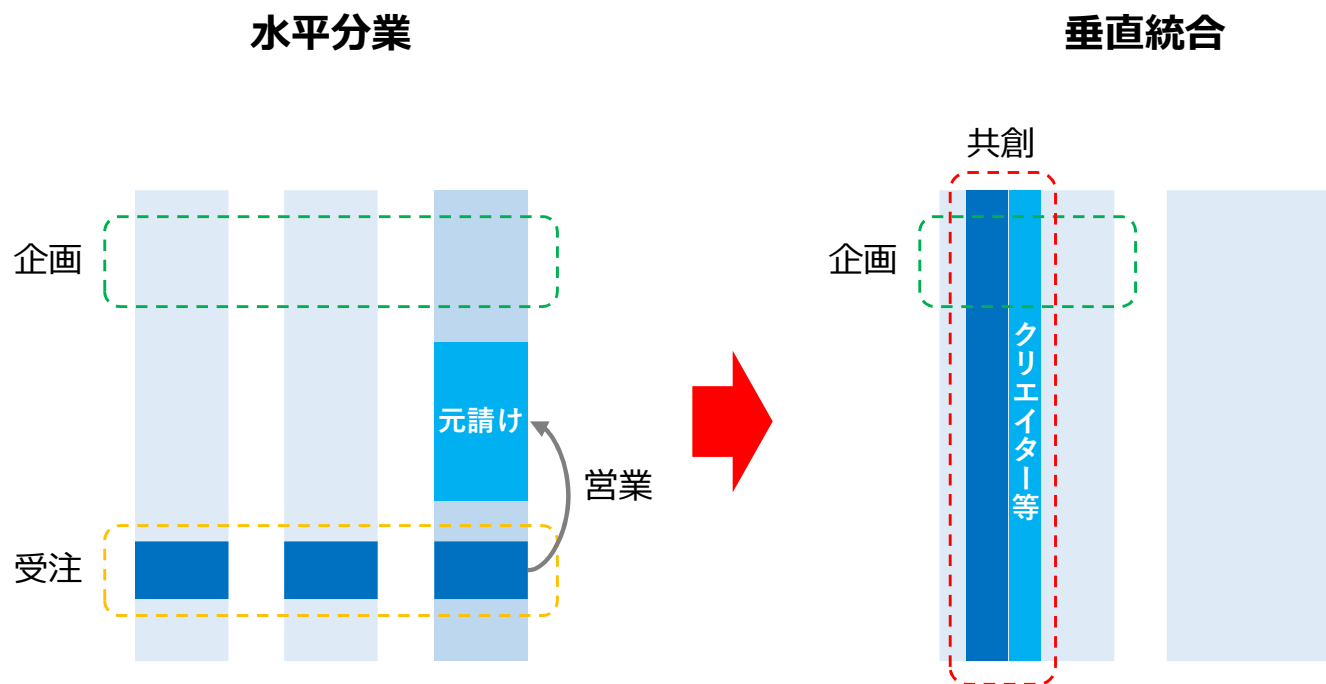 水平分業
垂直統合
共創
企画
企画
元請け
クリエイター等
営業
受注